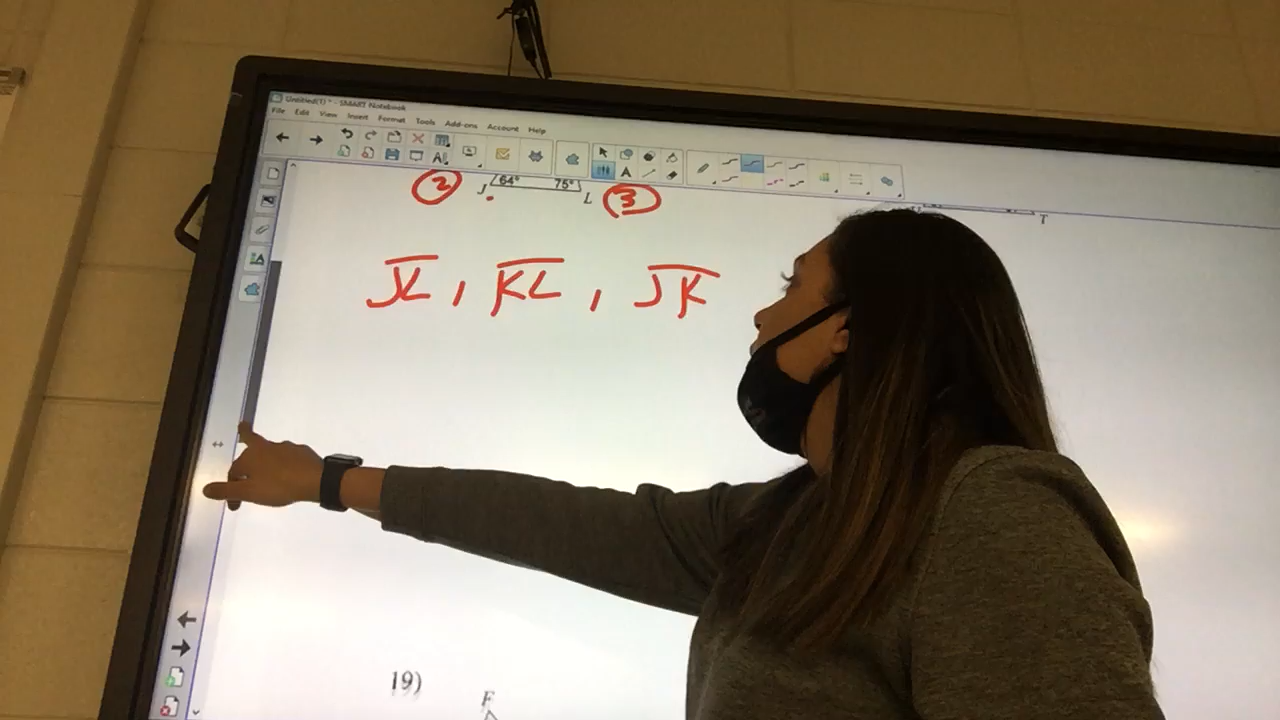 Untitled(1) * - SMART Notebook
File Edit View Insert Format Tools Add-ons Account Help
2 J 64° 75° L 3
T
JL, KL, JK
19)
F